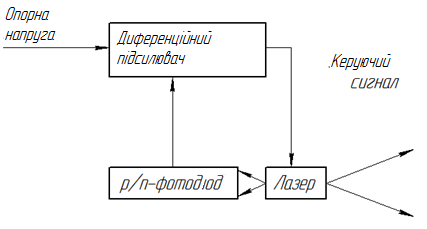 Опорна
напруга
Диференційний
підсилювач
.Керуючий
сигнал
p/n-фотодіод
Лазер